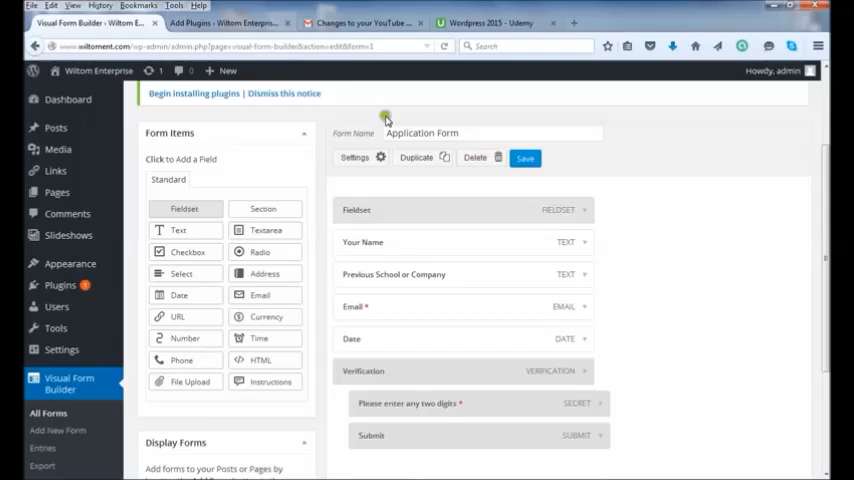 File Edit View History Bookmarks Tools Help
Visual Form Builder ‹ Wiltom E... × Add Plugins ‹ Wiltom Enterpris... × Changes to your YouTube ... × Wordpress 2015 - Udemy ×
www.wiltoment.com/wp-admin/admin.php?page=visual-form-builder&action=edit&form=1 Search
Wiltom Enterprise 1 0 + New Howdy, admin
Begin installing plugins | Dismiss this notice
Dashboard
Posts
Media
Links
Pages
Comments
Slideshows
Appearance
Plugins 1
Users
Tools
Settings
Visual Form
Builder
All Forms
Add New Form
Entries
Export
Form Items
Click to Add a Field
Standard
Fieldset Section
Text Textarea
Checkbox Radio
Select Address
Date Email
URL Currency
Number Time
Phone HTML
File Upload Instructions
Display Forms
Add forms to your Posts or Pages by
Form Name Application Form
Settings Duplicate Delete Save
Fieldset FIELDSET
Your Name TEXT
Previous School or Company TEXT
Email * EMAIL
Date DATE
Verification VERIFICATION
Please enter any two digits * SECRET
Submit SUBMIT